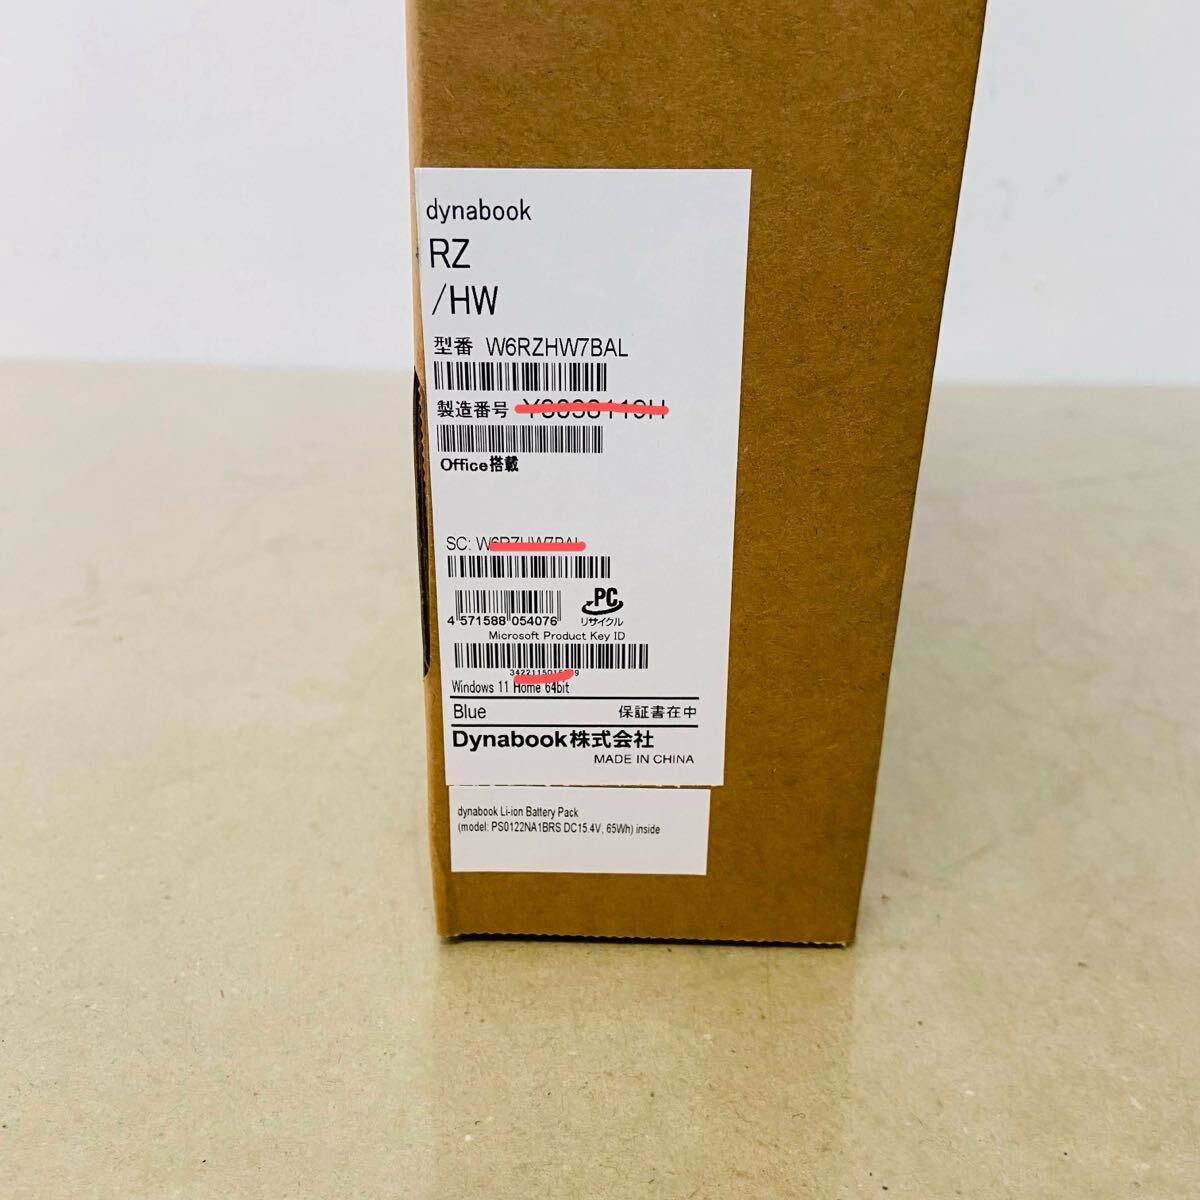 dynabook
RZ
/HW
型番 W6RZHW7BAL
製造番号
Office搭載
SC:
4 571588 054076
PC
リサイクル
Microsoft Product Key ID
Windows 11 Home 64bit
Blue 保証書在中
Dynabook株式会社
MADE IN CHINA
dynabook Li-ion Battery Pack
(model: PS0122NA1BRS DC15.4V, 65Wh) inside